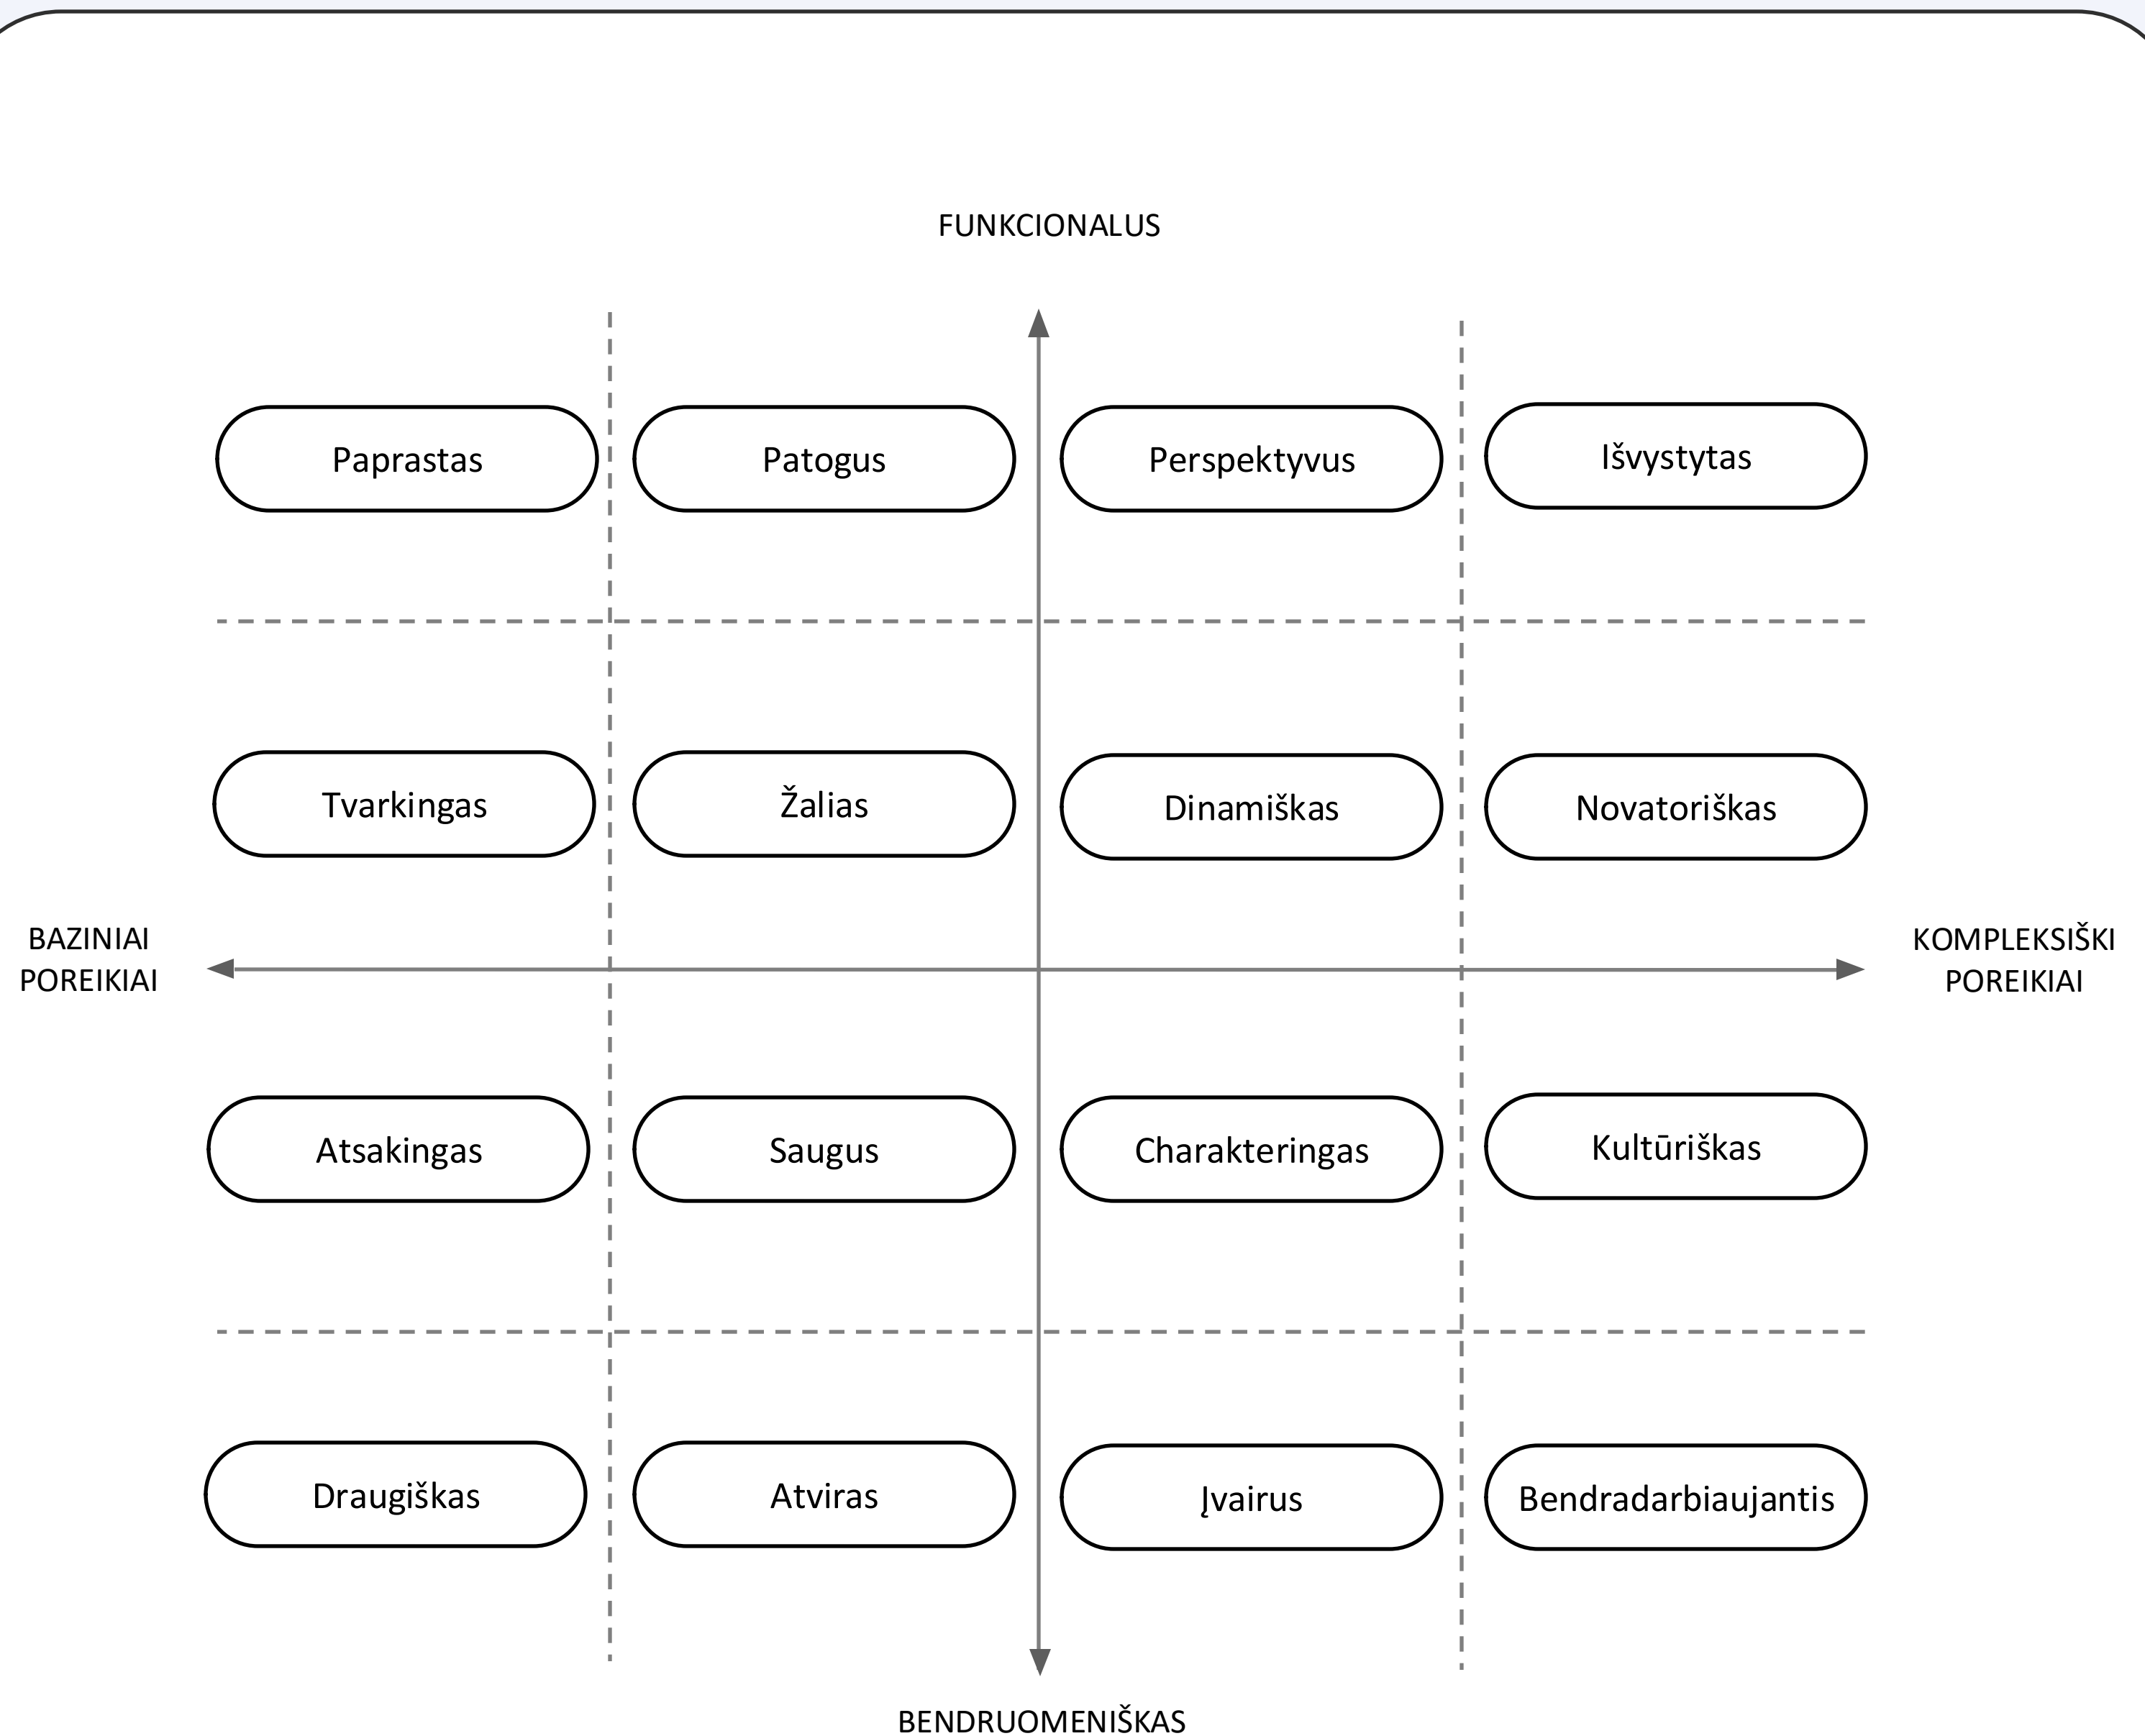 FUNKCIONALUS
Paprastas
Patogus
Perspektyvus
Išvystytas
Tvarkingas
Žalias
Dinamiškas
Novatoriškas
BAZINIAI
POREIKIAI
KOMPLEKSIŠKI
POREIKIAI
Atsakingas
Saugus
Charakteringas
Kultūriškas
Draugiškas
Atviras
Įvairus
Bendradarbiaujantis
BENDRUOMENIŠKAS